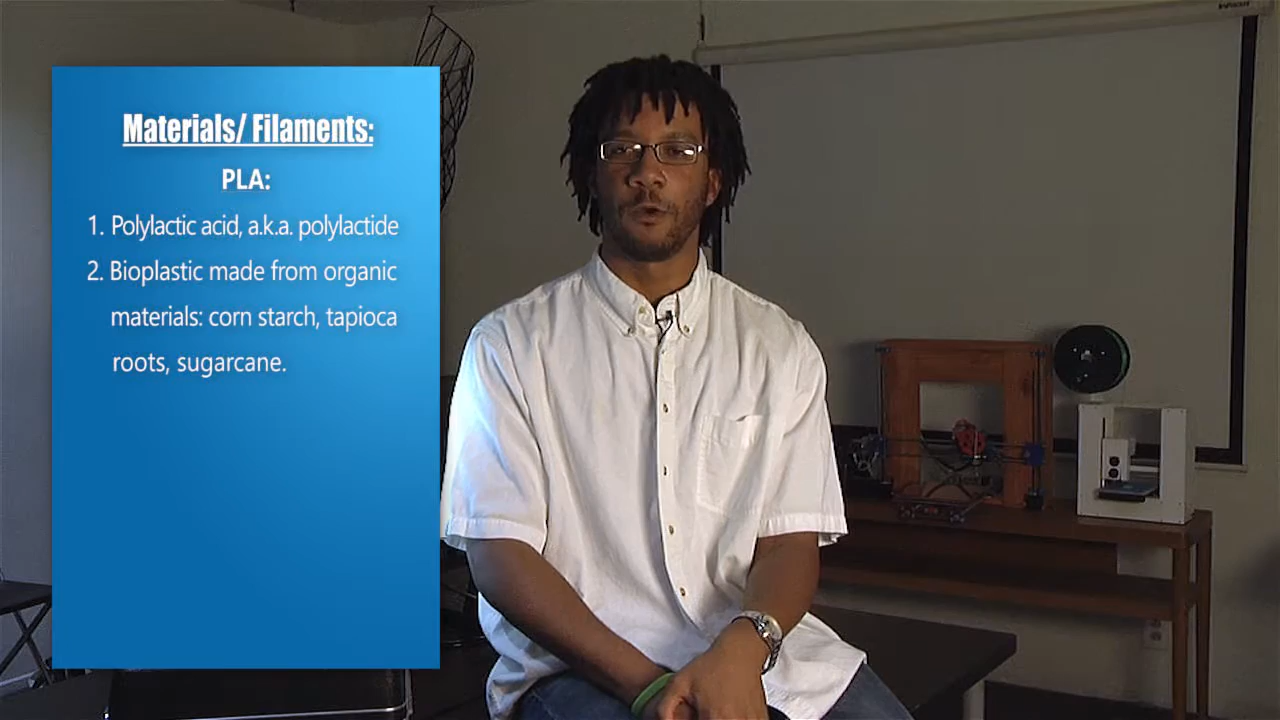 Materials/ Filaments:
PLA:
1. Polylactic acid, a.k.a. polylactide
2. Bioplastic made from organic
materials: corn starch, tapioca
roots, sugarcane.